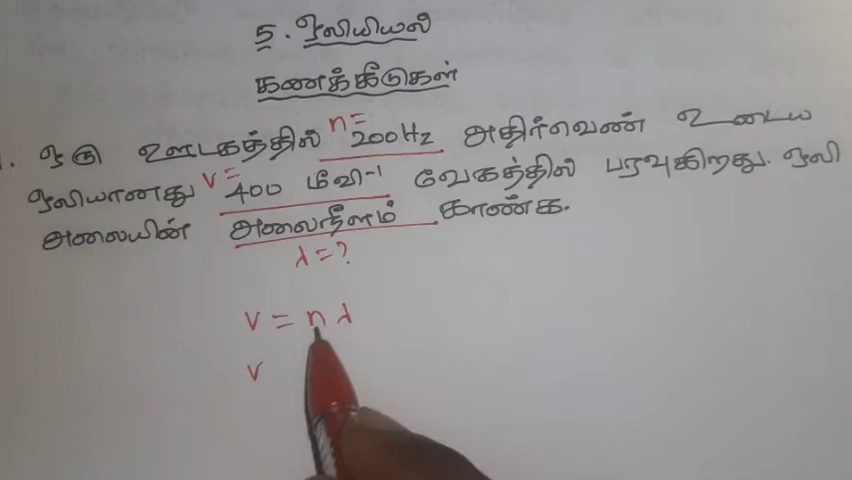 5. ஒலியியல்
கணக்கீடுகள்
1. ஒரு ஊடகத்தில் n = 200Hz அதிர்வெண் உடைய
ஒலியானது v = 400 மீவி-1 வேகத்தில் பரவுகிறது. ஒலி
அலையின் அலைநீளம் காண்க.
λ = ?
v = n λ
v